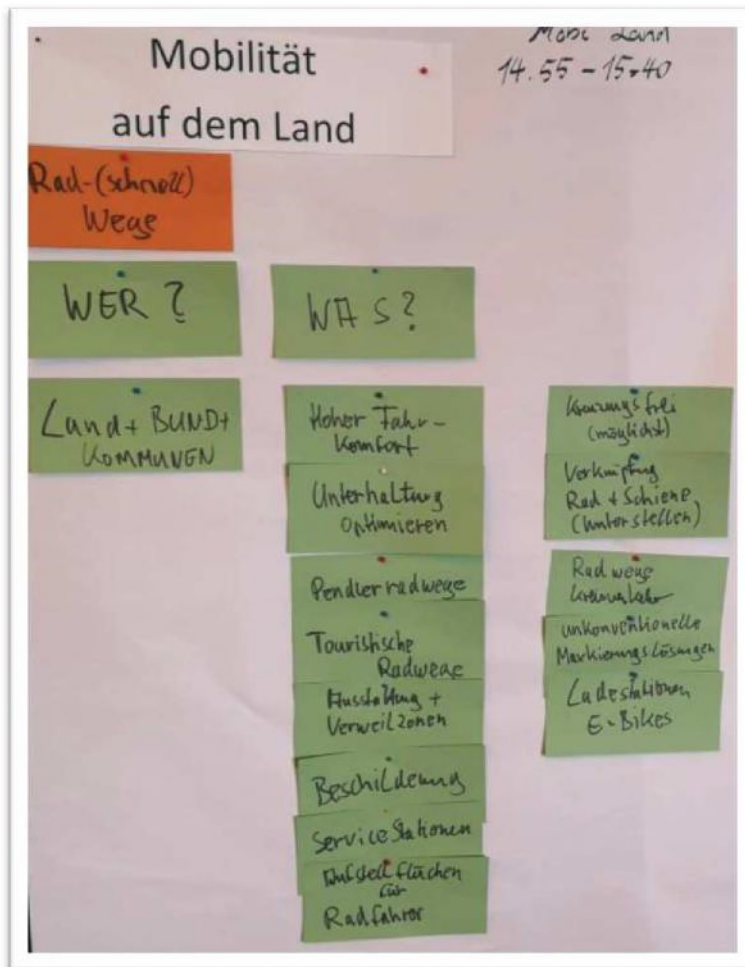 Mobilität
auf dem Land
Mobi Land
14.55 - 15.40
Rad-(schnell)
Wege
WER ?
WAS?
Land + BUND +
KOMMUNEN
Hoher Fahr-
Komfort
Unterhaltung
optimieren
Pendlerradwege
Touristische
Radwege
Ausstattung +
Verweilzonen
Beschilderung
Service Stationen
Aufstellflächen
für
Radfahrer
Kreuzungsfrei
(möglichst)
Verknüpfung
Rad + Schiene
(Unterstellen)
Radwege
unkonventionelle
Markierungslösungen
Ladestationen
E-Bikes